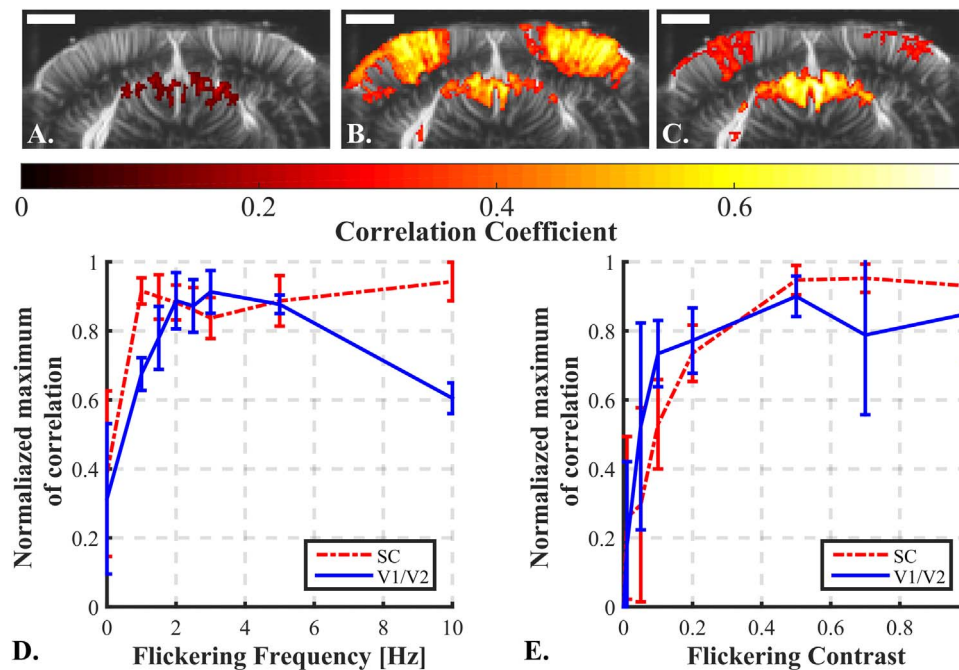 A. B. C.
0 0.2 0.4 0.6
Correlation Coefficient
1 1
0.8 0.8
0.6 0.6
0.4 0.4
0.2 0.2
0 0
Normaliazed maximum
of correlation
Normaliazed maximum
of correlation
SC
V1/V2
SC
V1/V2
0 2 4 6 8 10
0 0.2 0.4 0.6 0.8
D. Flickering Frequency [Hz] E. Flickering Contrast